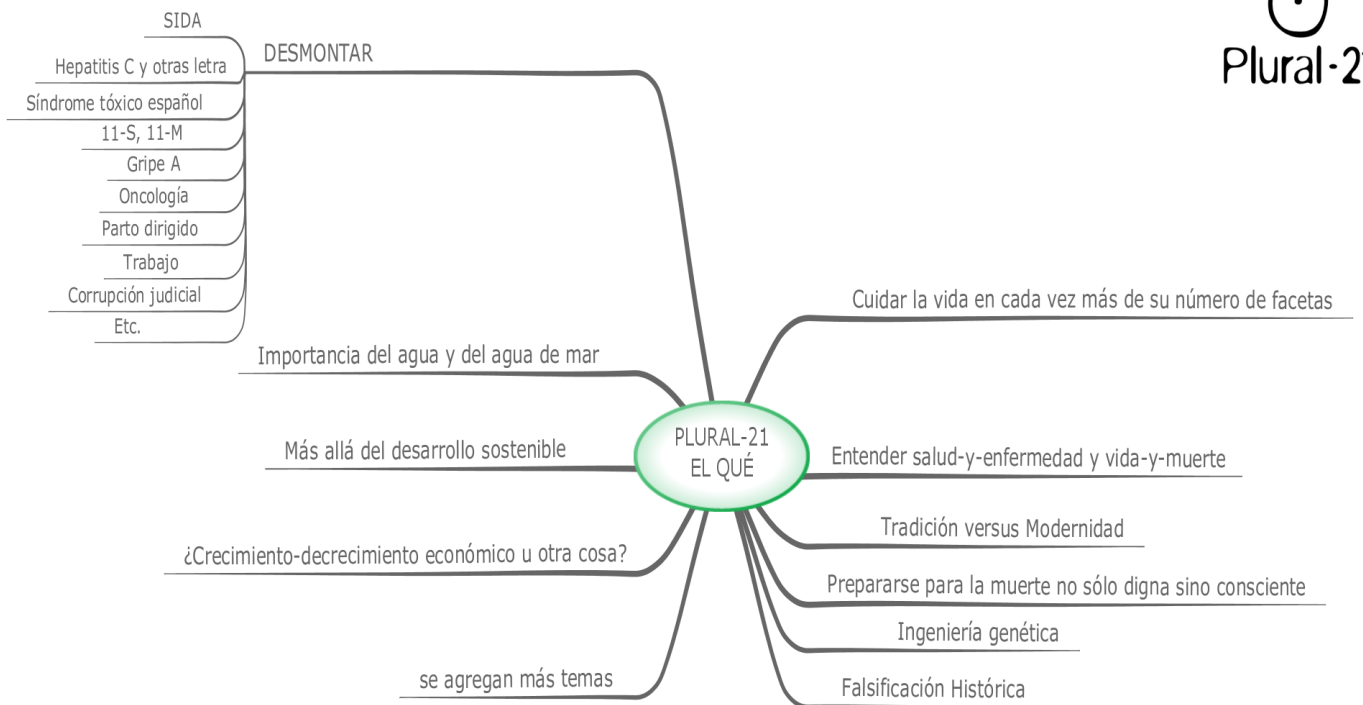 SIDA
DESMONTAR
Hepatitis C y otras letra
Síndrome tóxico español
11-S, 11-M
Gripe A
Oncología
Parto dirigido
Trabajo
Corrupción judicial
Etc.
Importancia del agua y del agua de mar
Más allá del desarrollo sostenible
¿Crecimiento-decrecimiento económico u otra cosa?
se agregan más temas
PLURAL-21
EL QUÉ
Plural-2
Cuidar la vida en cada vez más de su número de facetas
Entender salud-y-enfermedad y vida-y-muerte
Tradición versus Modernidad
Prepararse para la muerte no sólo digna sino consciente
Ingeniería genética
Falsificación Histórica